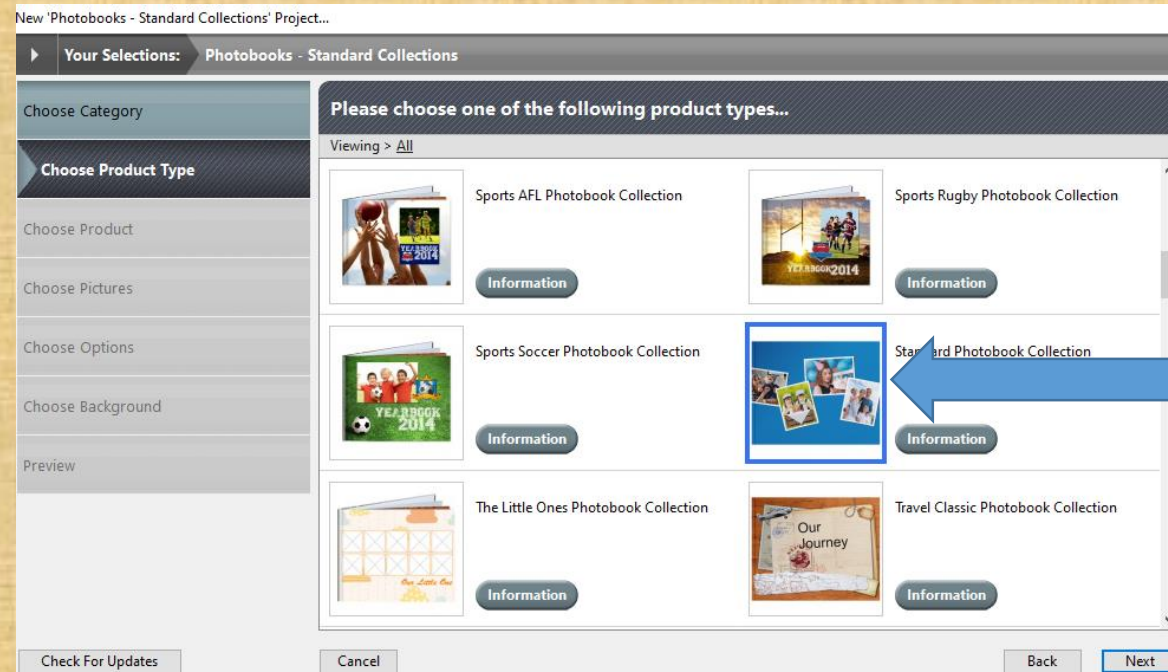 New 'Photobooks - Standard Collections' Project...
Your Selections: Photobooks - Standard Collections
Choose Category
Choose Product Type
Choose Product
Choose Pictures
Choose Options
Choose Background
Preview
Please choose one of the following product types...
Viewing > All
Sports AFL Photobook Collection
YEARBOOK
2014
Information
Sports Rugby Photobook Collection
YEARBOOK 2014
Information
Sports Soccer Photobook Collection
YEARBOOK
2014
Information
Standard Photobook Collection
Information
The Little Ones Photobook Collection
Our Little One
Information
Travel Classic Photobook Collection
Our
Journey
Information
Check For Updates
Cancel
Back
Next